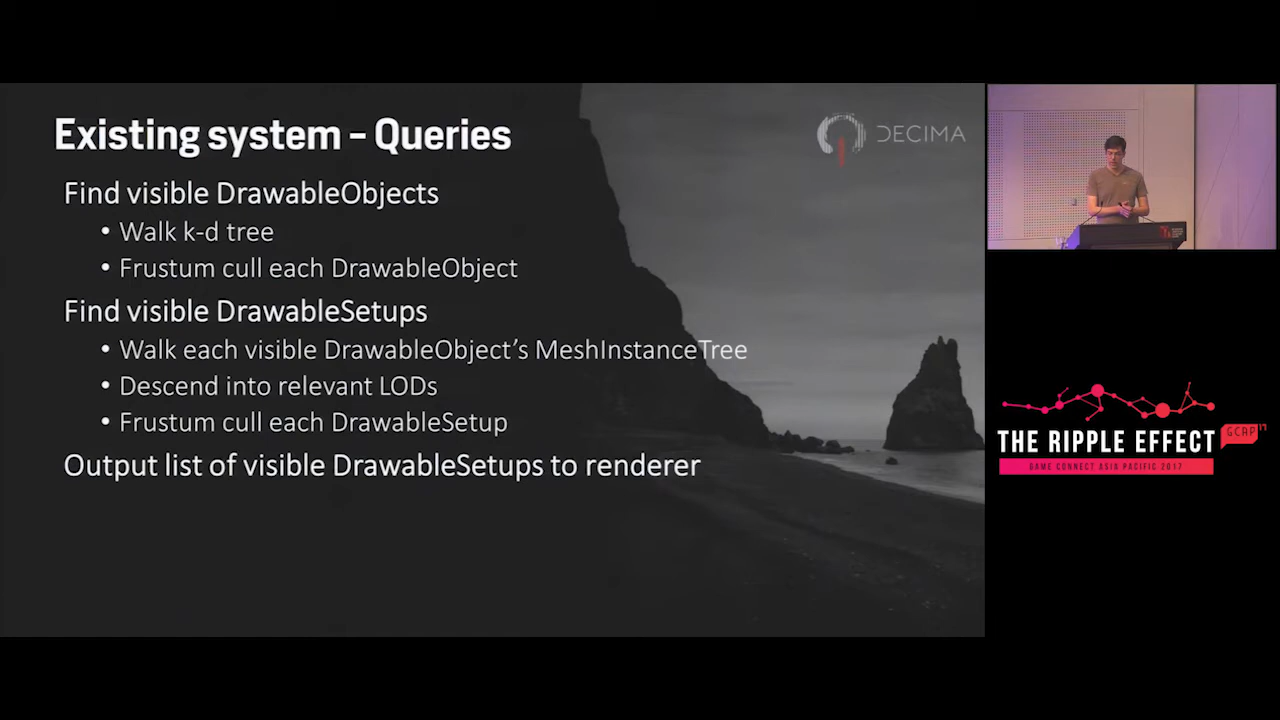 Existing system – Queries
DECIMA
Find visible DrawableObjects
• Walk k-d tree
• Frustum cull each DrawableObject
Find visible DrawableSetups
• Walk each visible DrawableObject's MeshInstanceTree
• Descend into relevant LODs
• Frustum cull each DrawableSetup
Output list of visible DrawableSetups to renderer
THE RIPPLE EFFECT
GCAP 17
GAME CONNECT ASIA PACIFIC 2017